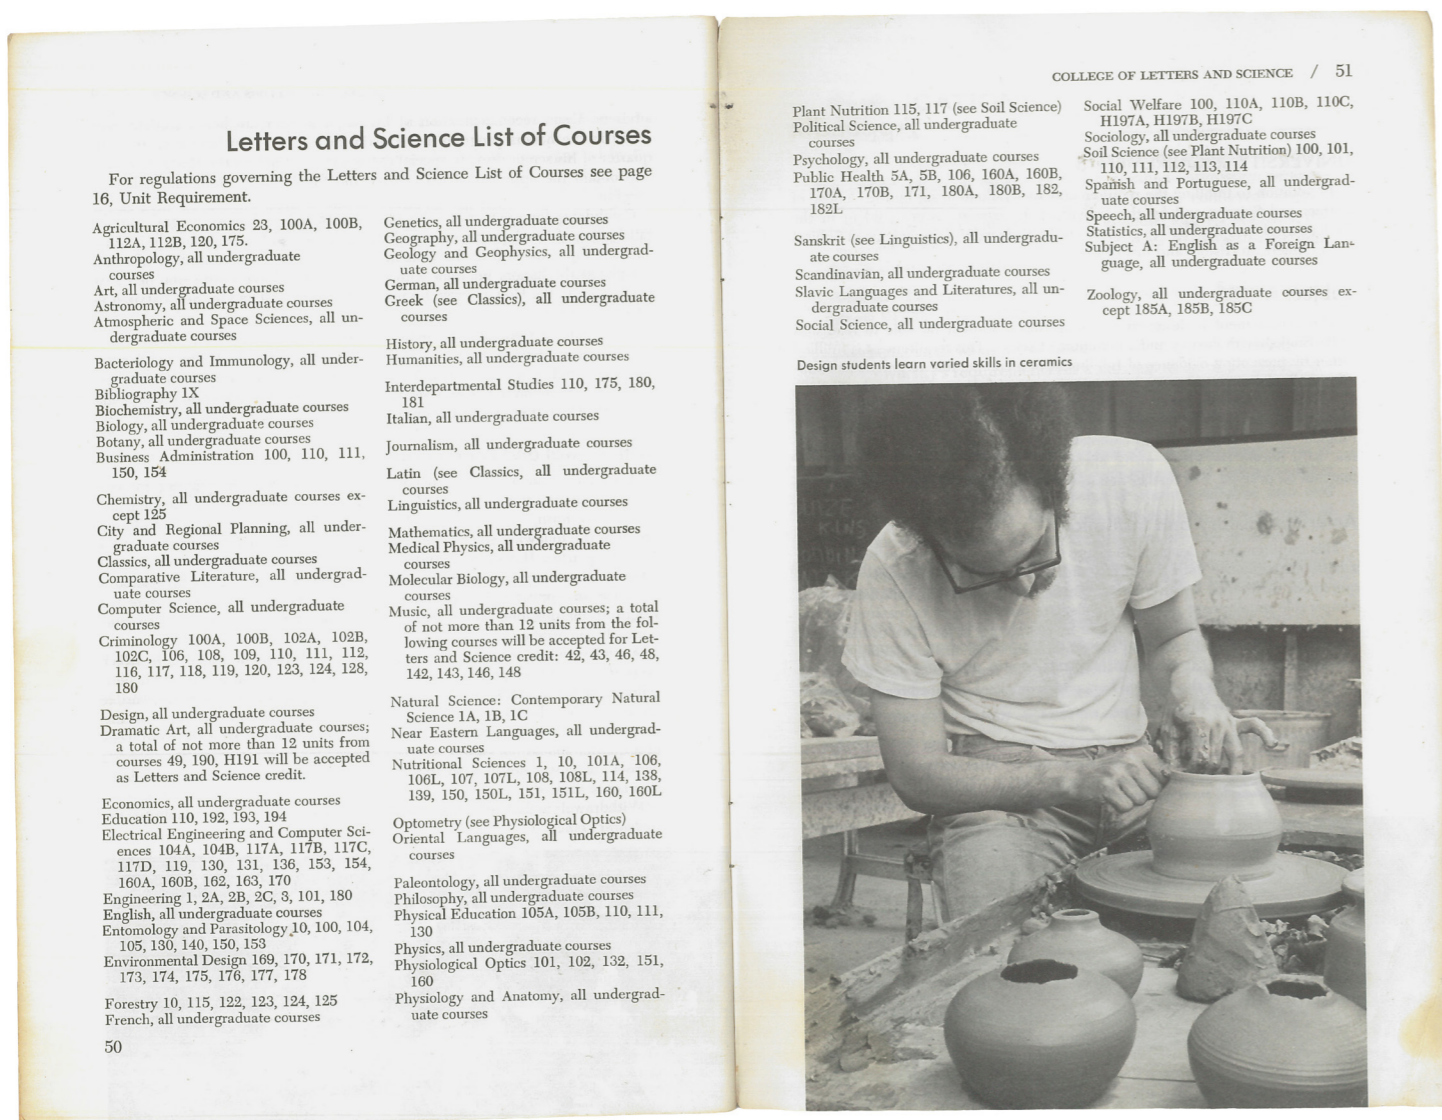 Letters and Science List of Courses
For regulations governing the Letters and Science List of Courses see page
16, Unit Requirement.
Agricultural Economics 23, 100A, 100B,
112A, 112B, 120, 175.
Anthropology, all undergraduate
courses
Art, all undergraduate courses
Astronomy, all undergraduate courses
Atmospheric and Space Sciences, all un-
dergraduate courses
Bacteriology and Immunology, all under-
graduate courses
Bibliography 1X
Biochemistry, all undergraduate courses
Biology, all undergraduate courses
Botany, all undergraduate courses
Business Administration 100, 110, 111,
150, 154
Chemistry, all undergraduate courses ex-
cept 125
City and Regional Planning, all under-
graduate courses
Classics, all undergraduate courses
Comparative Literature, all undergrad-
uate courses
Computer Science, all undergraduate
courses
Criminology 100A, 100B, 102A, 102B,
102C, 106, 108, 109, 110, 111, 112,
116, 117, 118, 119, 120, 123, 124, 128,
180
Design, all undergraduate courses
Dramatic Art, all undergraduate courses;
a total of not more than 12 units from
courses 49, 190, H191 will be accepted
as Letters and Science credit.
Economics, all undergraduate courses
Education 110, 192, 193, 194
Electrical Engineering and Computer Sci-
ences 104A, 104B, 117A, 117B, 117C,
117D, 119, 130, 131, 136, 153, 154,
160A, 160B, 162, 163, 170
Engineering 1, 2A, 2B, 2C, 3, 101, 180
English, all undergraduate courses
Entomology and Parasitology 10, 100, 104,
105, 130, 140, 150, 153
Environmental Design 169, 170, 171, 172,
173, 174, 175, 176, 177, 178
Forestry 10, 115, 122, 123, 124, 125
French, all undergraduate courses
50
Genetics, all undergraduate courses
Geography, all undergraduate courses
Geology and Geophysics, all undergrad-
uate courses
German, all undergraduate courses
Greek (see Classics), all undergraduate
courses
History, all undergraduate courses
Humanities, all undergraduate courses
Interdepartmental Studies 110, 175, 180,
181
Italian, all undergraduate courses
Journalism, all undergraduate courses
Latin (see Classics, all undergraduate
courses
Linguistics, all undergraduate courses
Mathematics, all undergraduate courses
Medical Physics, all undergraduate
courses
Molecular Biology, all undergraduate
courses
Music, all undergraduate courses; a total
of not more than 12 units from the fol-
lowing courses will be accepted for Let-
ters and Science credit: 42, 43, 46, 48,
142, 143, 146, 148
Natural Science: Contemporary Natural
Science 1A, 1B, 1C
Near Eastern Languages, all undergrad-
uate courses
Nutritional Sciences 1, 10, 101A, 106,
106L, 107, 107L, 108, 108L, 114, 138,
139, 150, 150L, 151, 151L, 160, 160L
Optometry (see Physiological Optics)
Oriental Languages, all undergraduate
courses
Paleontology, all undergraduate courses
Philosophy, all undergraduate courses
Physical Education 105A, 105B, 110, 111,
130
Physics, all undergraduate courses
Physiological Optics 101, 102, 132, 151,
160
Physiology and Anatomy, all undergrad-
uate courses
COLLEGE OF LETTERS AND SCIENCE / 51
Plant Nutrition 115, 117 (see Soil Science)
Political Science, all undergraduate
courses
Psychology, all undergraduate courses
Public Health 5A, 5B, 106, 160A, 160B,
170A, 170B, 171, 180A, 180B, 182,
182L
Sanskrit (see Linguistics), all undergradu-
ate courses
Scandinavian, all undergraduate courses
Slavic Languages and Literatures, all un-
dergraduate courses
Social Science, all undergraduate courses
Social Welfare 100, 110A, 110B, 110C,
H197A, H197B, H197C
Sociology, all undergraduate courses
Soil Science (see Plant Nutrition) 100, 101,
110, 111, 112, 113, 114
Spanish and Portuguese, all undergrad-
uate courses
Speech, all undergraduate courses
Statistics, all undergraduate courses
Subject A: English as a Foreign Lan-
guage, all undergraduate courses
Zoology, all undergraduate courses ex-
cept 185A, 185B, 185C
Design students learn varied skills in ceramics